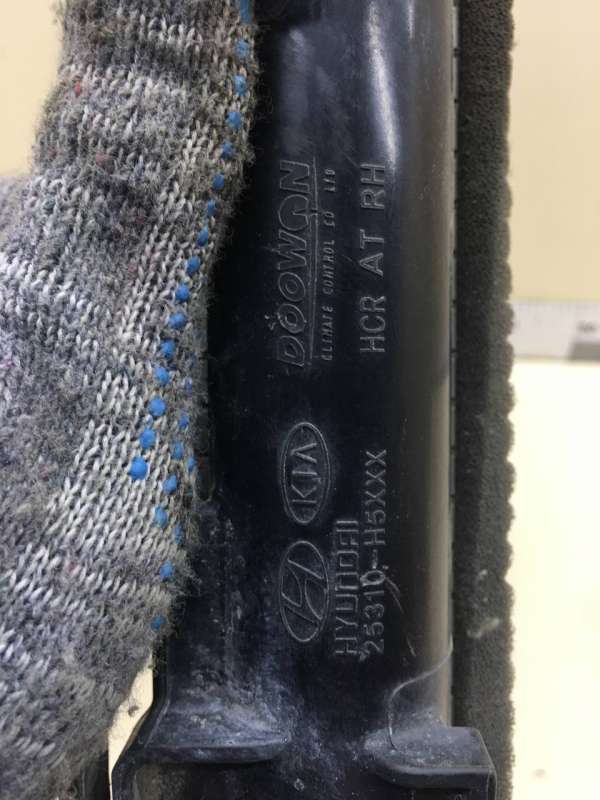 DOOWON
CLIMATE CONTROL CO LTD
HCR AT RH
KIA
HYUNDAI
25310-H5XXX